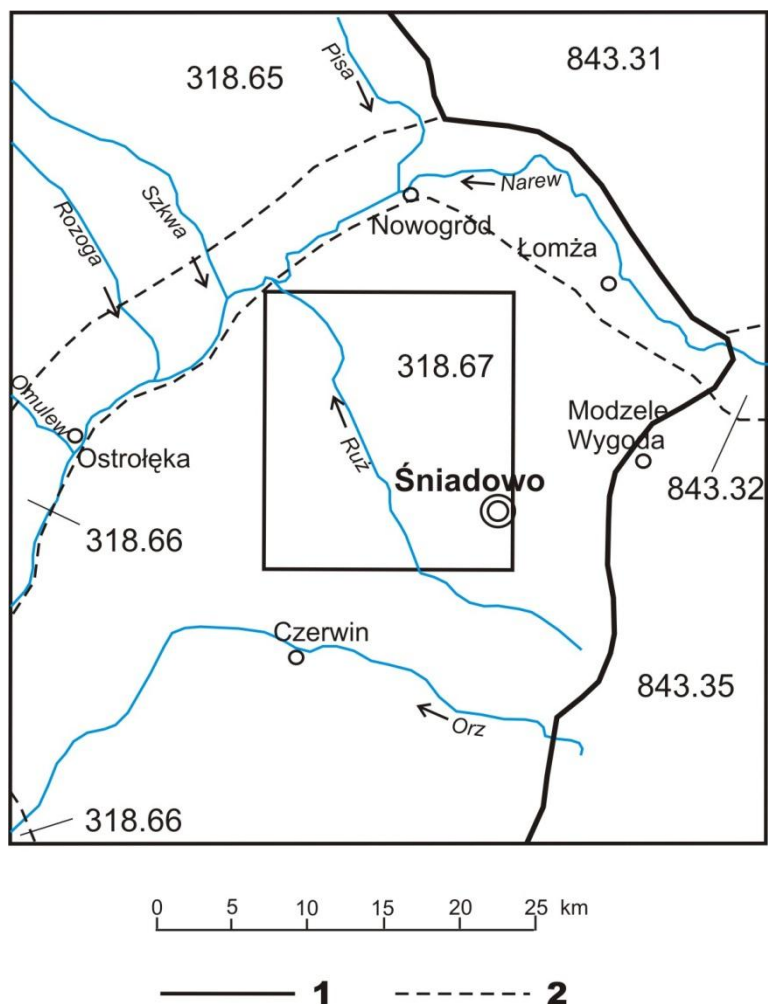 318.65
Pisa
843.31
Szkwa
Narew
Rozoga
Nowogród
Łomża
318.67
Omulew
Modzele
Wygoda
Ruż
Ostrołęka
Śniadowo
843.32
318.66
Czerwin
843.35
Orz
318.66
0 5 10 15 20 25 km
1 2